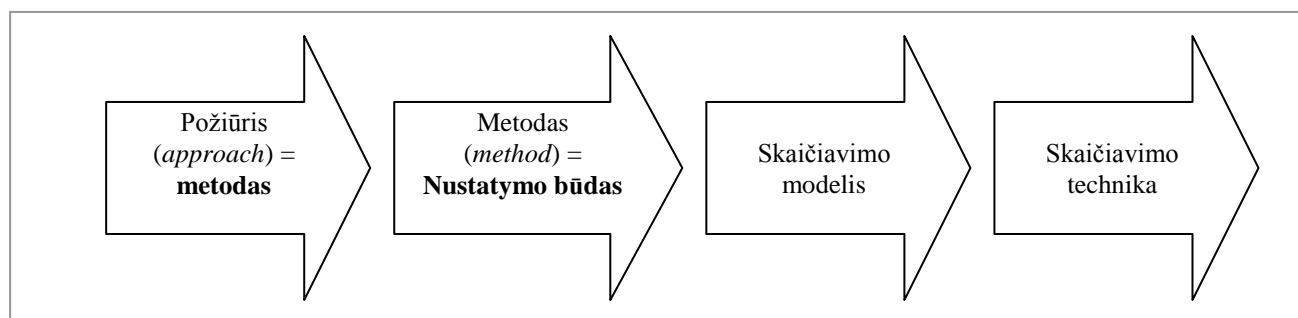 Požiūris
(approach) =
metodas
Metodas
(method) =
Nustatymo būdas
Skaičiavimo
modelis
Skaičiavimo
technika